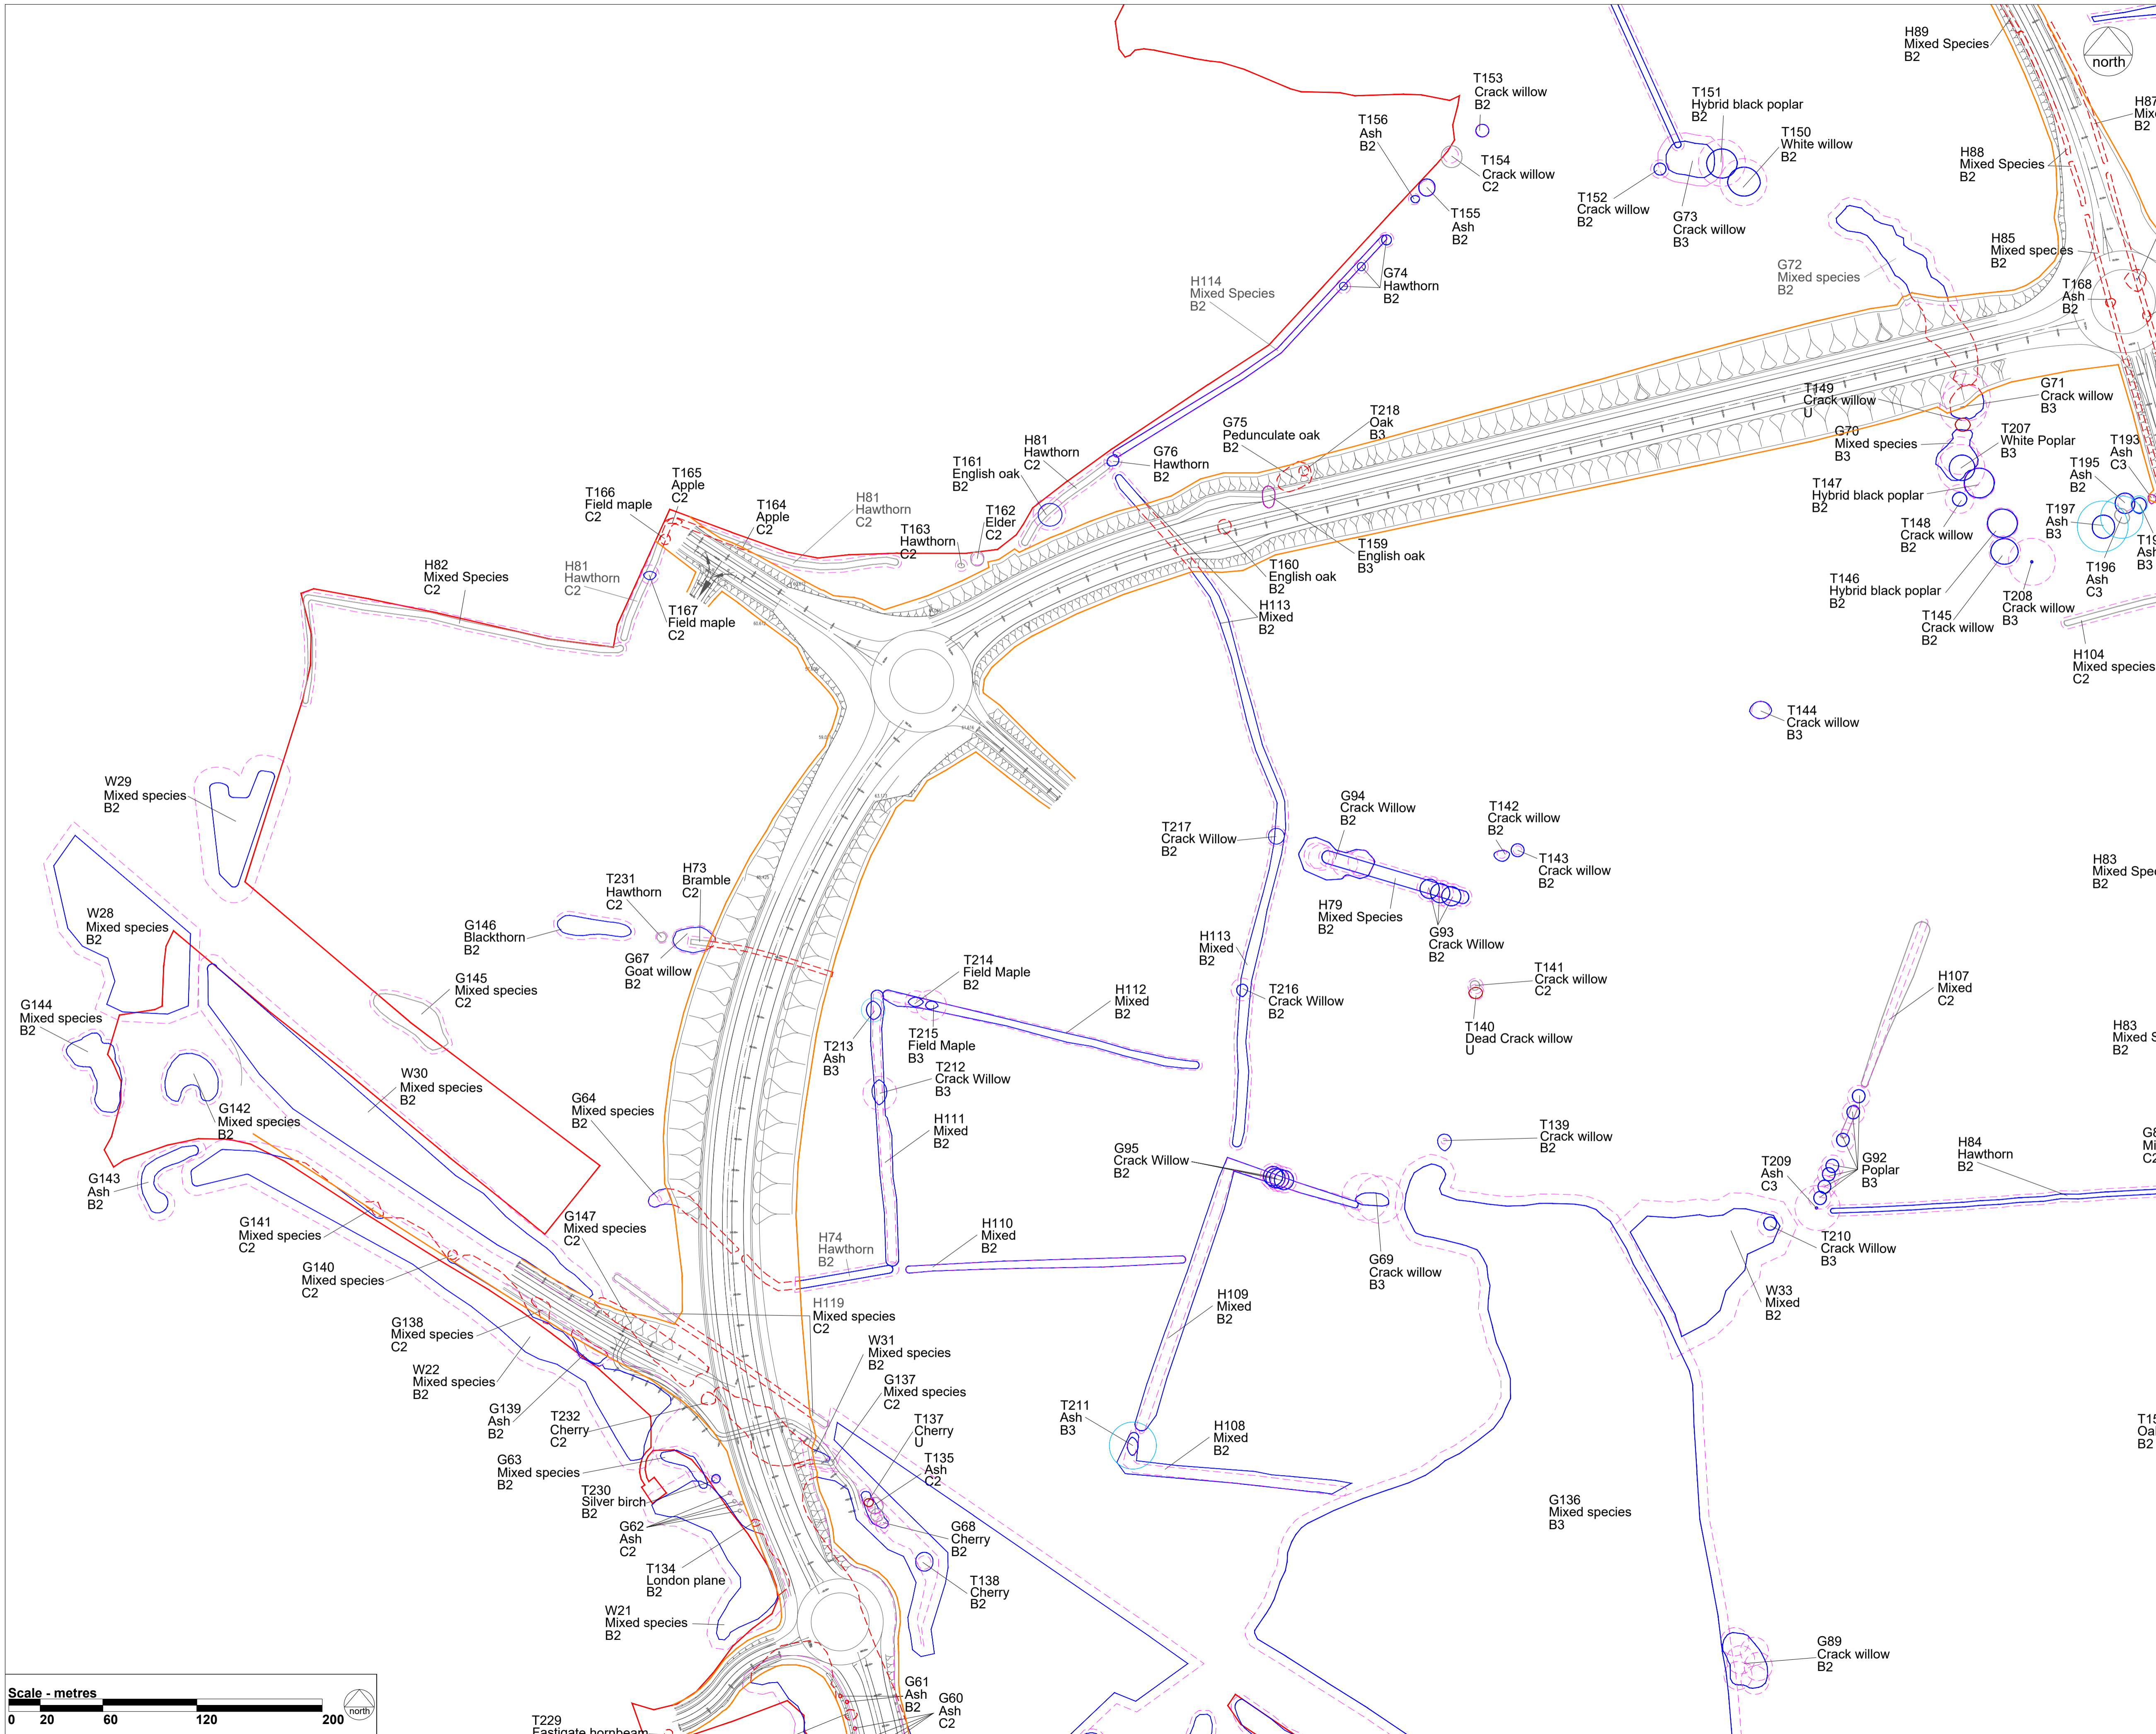 H89
Mixed Species
B2
north
T153
Crack willow
B2
T151
Hybrid black poplar
B2
H87
B2
T156
Ash
B2
T150
White willow
B2
T154
Crack willow
C2
H88
Mixed Species
B2
T152
Crack willow
B2
T155
Ash
B2
G73
Crack willow
B3
H85
Mixed species
B2
G72
Mixed species
B2
G74
Hawthorn
B2
H114
Mixed Species
B2
T168
Ash
B2
T149
Crack willow
U
G71
Crack willow
B3
G75
Pedunculate oak
B2
T218
Oak
B3
G70
Mixed species
B3
T207
White Poplar
B3
T193
Ash
C3
H81
Hawthorn
C2
G76
Hawthorn
B2
T161
English oak
B2
T195
Ash
B2
T165
Apple
C2
T166
Field maple
C2
T164
Apple
C2
H81
Hawthorn
C2
T162
Elder
C2
T147
Hybrid black poplar
B2
T197
Ash
B3
T163
Hawthorn
C2
T148
Crack willow
B2
T159
English oak
B3
T19
Ash
B3
H82
Mixed Species
C2
H81
Hawthorn
C2
T160
English oak
B2
T196
Ash
C3
T146
Hybrid black poplar
B2
T208
Crack willow
B3
T167
Field maple
C2
H113
Mixed
B2
T145
Crack willow
B2
H104
Mixed species
C2
T144
Crack willow
B3
W29
Mixed species
B2
G94
Crack Willow
B2
T142
Crack willow
B2
T217
Crack Willow
B2
T143
Crack willow
B2
H83
Mixed Spe
B2
T231
Hawthorn
C2
H73
Bramble
C2
H79
Mixed Species
B2
W28
Mixed species
B2
G146
Blackthorn
B2
G93
Crack Willow
B2
H113
Mixed
B2
G67
Goat willow
B2
T214
Field Maple
B2
T141
Crack willow
C2
H107
Mixed
C2
G145
Mixed species
C2
H112
Mixed
B2
T216
Crack Willow
B2
G144
Mixed species
B2
T140
Dead Crack willow
U
H83
Mixed S
B2
T215
Field Maple
B3
T213
Ash
B3
T212
Crack Willow
B3
W30
Mixed species
B2
G64
Mixed species
B2
G142
Mixed species
B2
H111
Mixed
B2
T139
Crack willow
B2
G95
Crack Willow
B2
H84
Hawthorn
B2
G8
Mi
C2
G92
Poplar
B3
T209
Ash
C3
G143
Ash
B2
G141
Mixed species
C2
G147
Mixed species
C2
H110
Mixed
B2
H74
Hawthorn
B2
T210
Crack Willow
B3
G69
Crack willow
B3
G140
Mixed species
C2
W33
Mixed
B2
H109
Mixed
B2
H119
Mixed species
C2
G138
Mixed species
C2
W31
Mixed species
B2
W22
Mixed species
B2
G137
Mixed species
C2
G139
Ash
B2
T232
Cherry
C2
T211
Ash
B3
T137
Cherry
U
H108
Mixed
B2
T15
Oa
B2
G63
Mixed species
B2
T135
Ash
C2
T230
Silver birch
B2
G136
Mixed species
B3
G62
Ash
C2
G68
Cherry
B2
T134
London plane
B2
T138
Cherry
B2
W21
Mixed species
B2
G89
Crack willow
B2
Scale - metres
0 20 60 120 200
north
G61
Ash
B2
G60
Ash
C2
T229
Fastigate hornbeam